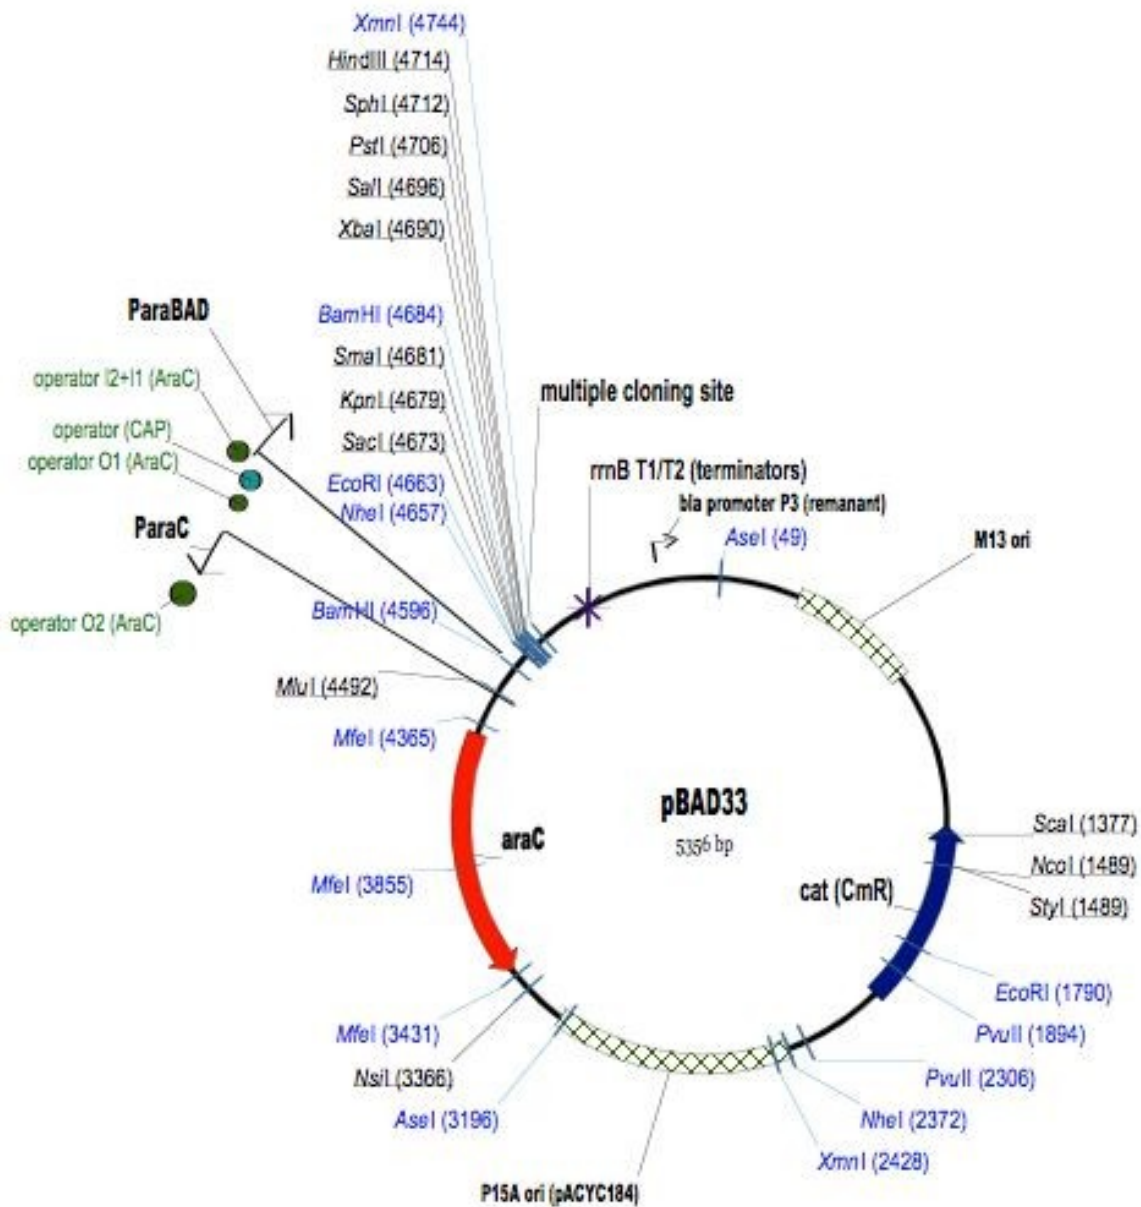 XmnI (4744)
HindIII (4714)
SphI (4712)
PstI (4706)
SalI (4696)
XbaI (4690)
ParaBAD
BamHI (4684)
operator I2+I1 (AraC)
SmaI (4681)
multiple cloning site
KpnI (4679)
operator (CAP)
SacI (4673)
operator O1 (AraC)
rrnB T1/T2 (terminators)
EcoRI (4663)
bla promoter P3 (remanant)
NheI (4657)
ParaC
AseI (49)
M13 ori
operator O2 (AraC)
BamHI (4596)
MluI (4492)
MfeI (4365)
pBAD33
5356 bp
ScaI (1377)
araC
NcoI (1489)
MfeI (3855)
cat (CmR)
StyI (1489)
EcoRI (1790)
MfeI (3431)
PvuII (1894)
NsiI (3366)
PvuII (2306)
AseI (3196)
NheI (2372)
XmnI (2428)
P15A ori (pACYC184)